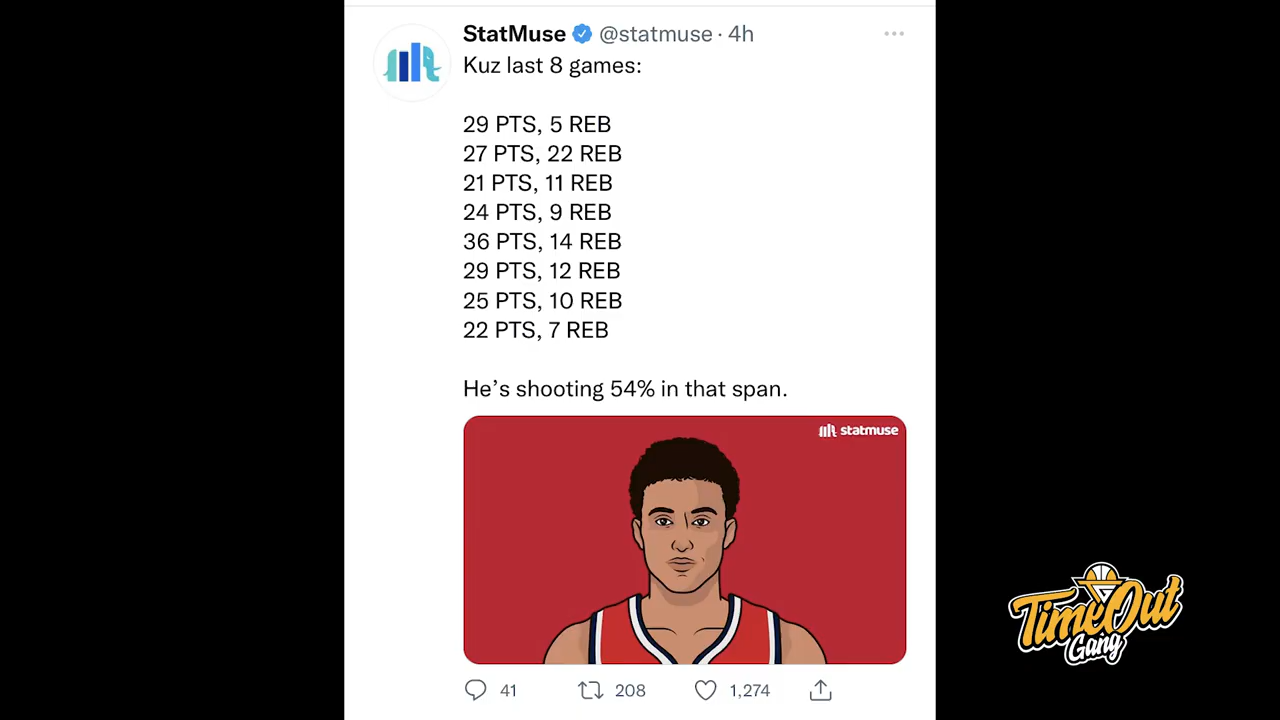 StatMuse @statmuse · 4h
Kuz last 8 games:
29 PTS, 5 REB
27 PTS, 22 REB
21 PTS, 11 REB
24 PTS, 9 REB
36 PTS, 14 REB
29 PTS, 12 REB
25 PTS, 10 REB
22 PTS, 7 REB
He’s shooting 54% in that span.
statmuse
41 208 1,274
TimeOut
Gang